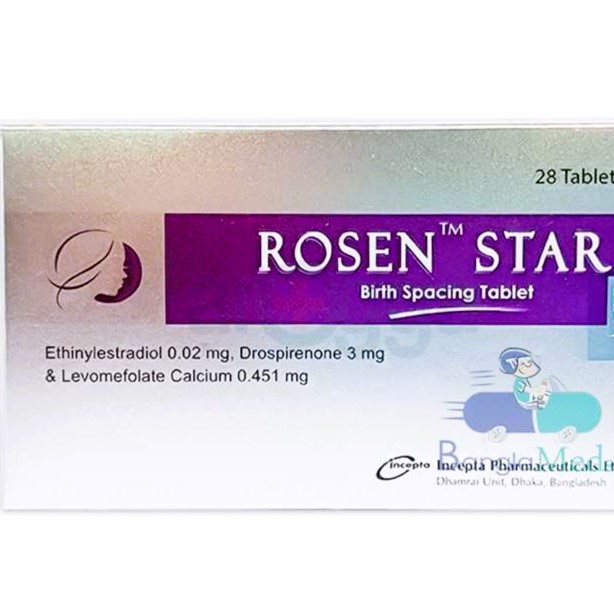 28 Tablet
ROSEN™ STAR
Birth Spacing Tablet
Ethinylestradiol 0.02 mg, Drospirenone 3 mg
& Levomefolate Calcium 0.451 mg
BanglaMeds
incepta Incepta Pharmaceuticals
Dhamrai Unit, Dhaka, Bangladesh